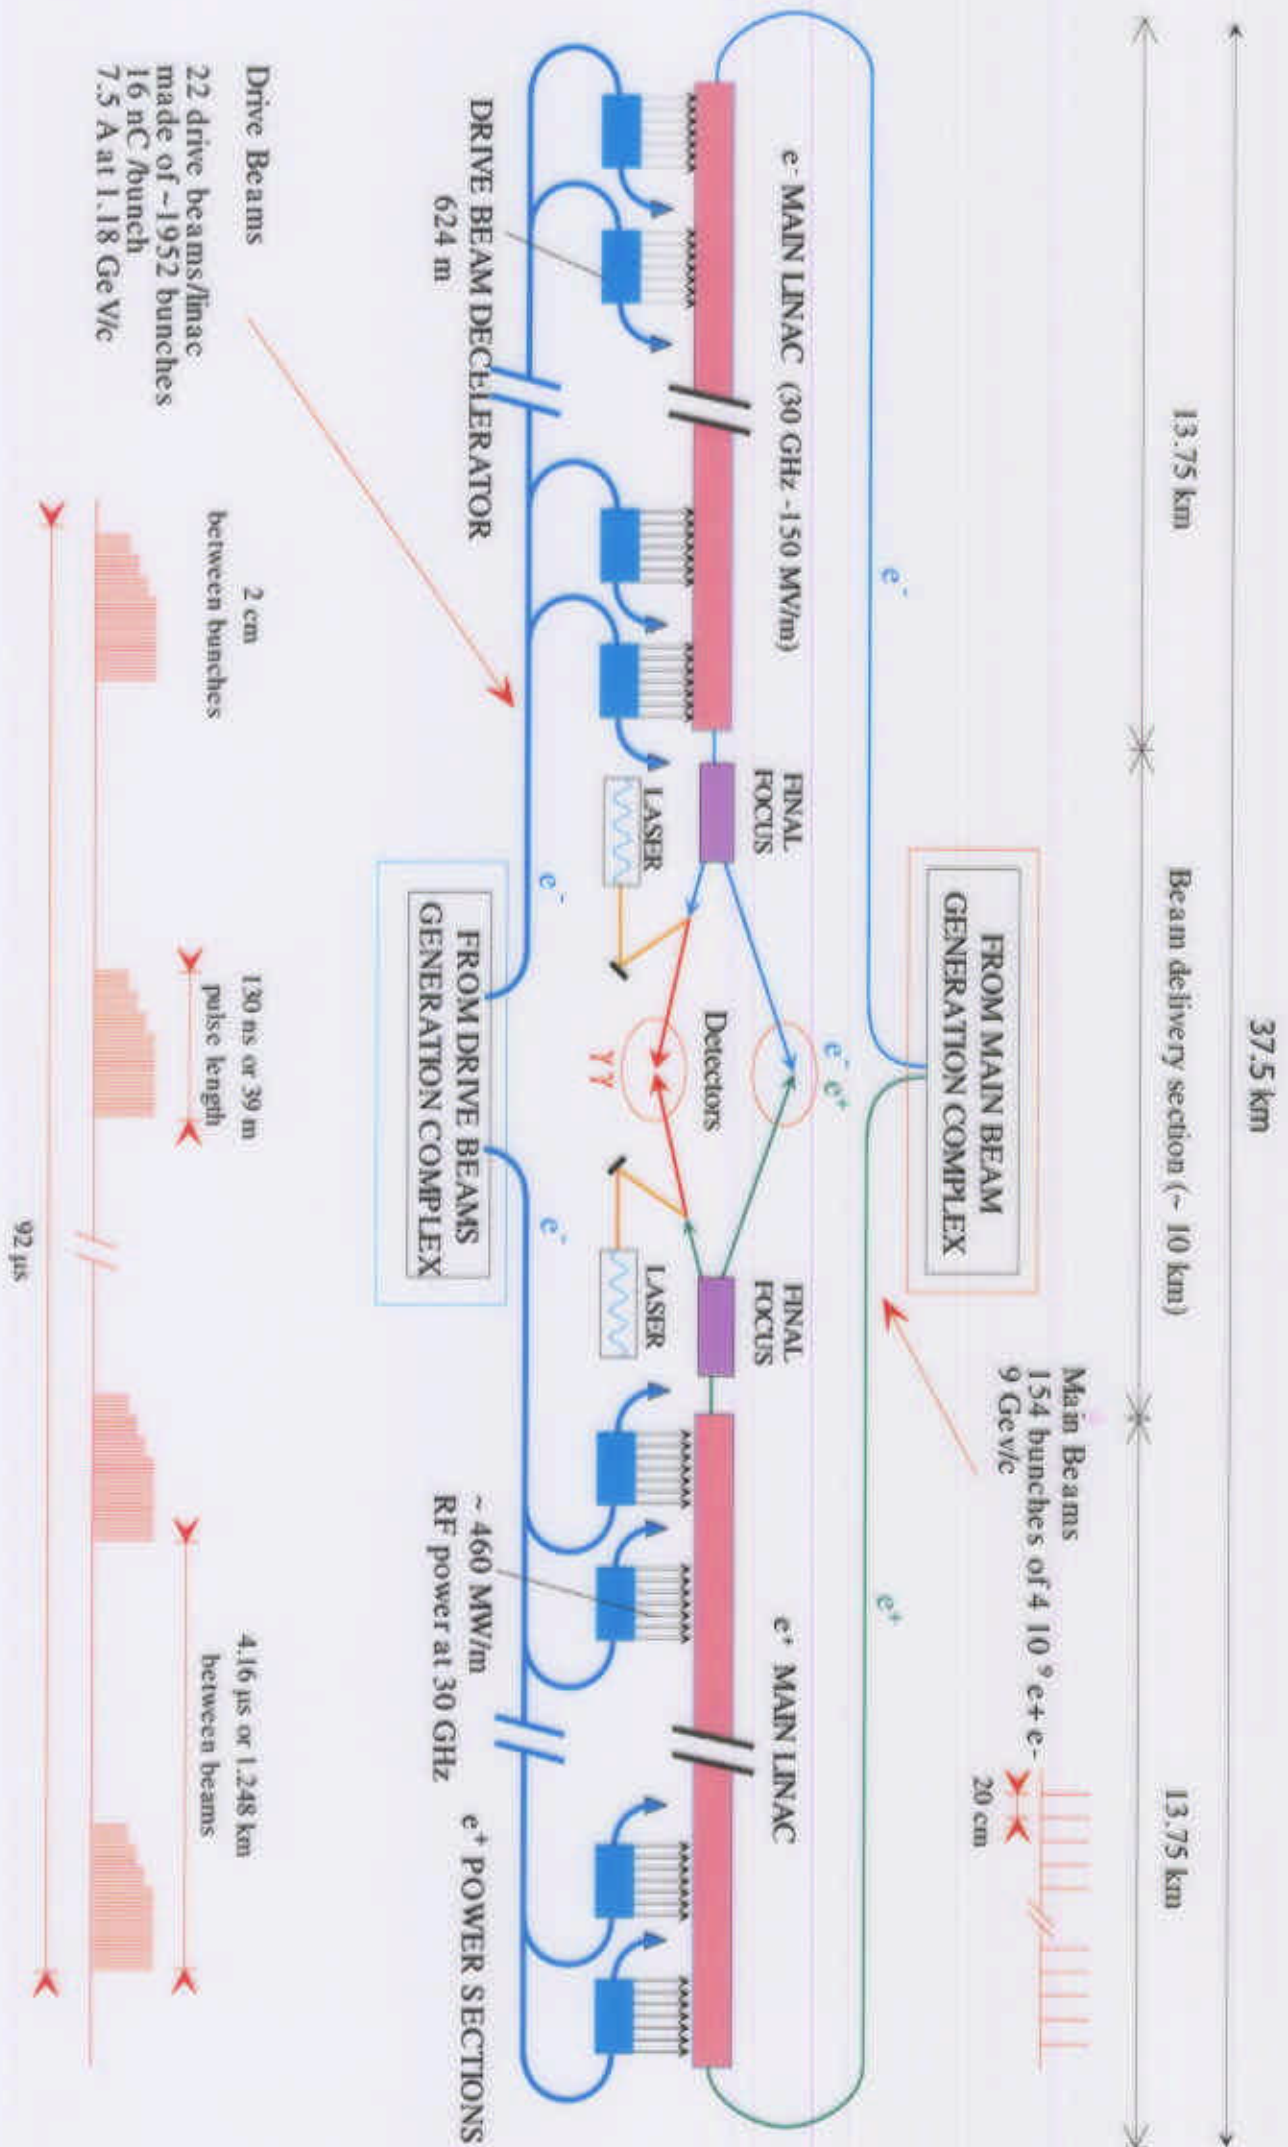 37.5 km
13.75 km
Beam delivery section (~ 10 km)
13.75 km
Main Beams
154 bunches of 4 10⁹ e+ e-
9 Gev/c
20 cm
FROM MAIN BEAM
GENERATION COMPLEX
e⁻
e⁺
e⁻ MAIN LINAC (30 GHz -150 MV/m)
FINAL
FOCUS
e⁻ e⁺
FINAL
FOCUS
e⁺ MAIN LINAC
Detectors
LASER
γ γ
LASER
e⁻
e⁻
DRIVE BEAM DECELERATOR
624 m
FROM DRIVE BEAMS
GENERATION COMPLEX
~ 460 MW/m
RF power at 30 GHz
e⁺ POWER SECTIONS
Drive Beams
22 drive beams/linac
made of ~1952 bunches
16 nC /bunch
7.5 A at 1.18 GeV/c
2 cm
between bunches
130 ns or 39 m
pulse length
4.16 µs or 1.248 km
between beams
92 µs